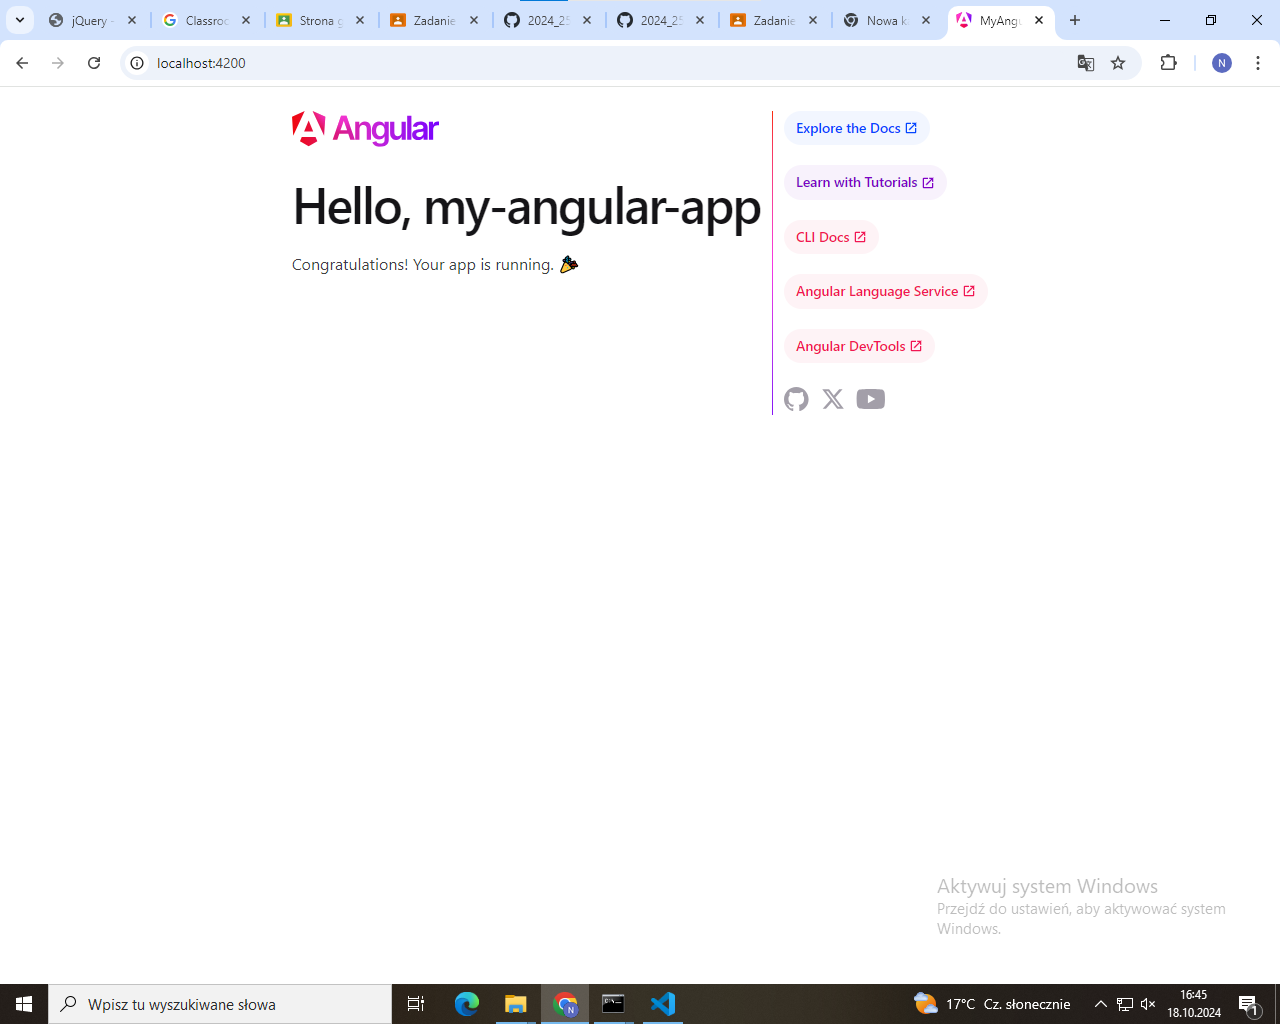 jQuery -
Classroo
Strona g
Zadanie
2024_25
2024_25
Zadanie
Nowa k
MyAngu
localhost:4200
N
Angular
Hello, my-angular-app
Congratulations! Your app is running. 🎉
Explore the Docs
Learn with Tutorials
CLI Docs
Angular Language Service
Angular DevTools
Aktywuj system Windows
Przejdź do ustawień, aby aktywować system
Windows.
Wpisz tu wyszukiwane słowa
N
17°C Cz. słonecznie
16:45
18.10.2024
1